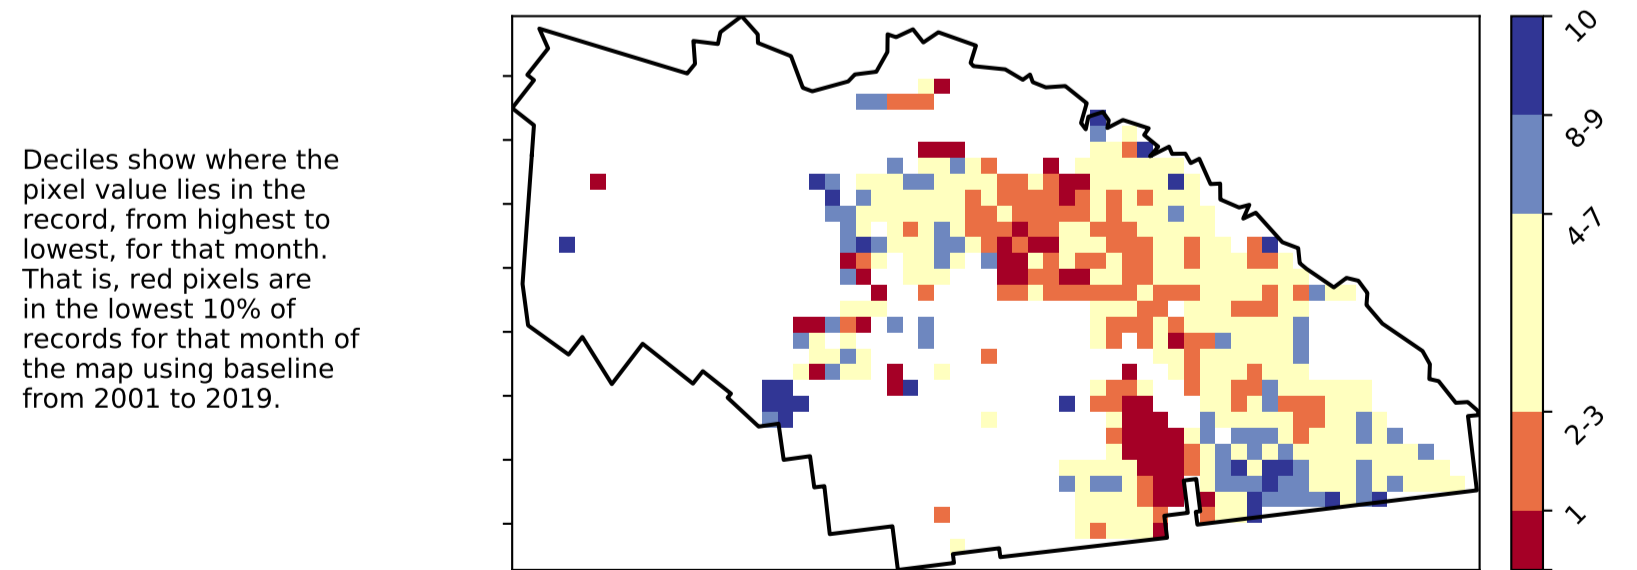 Deciles show where the
pixel value lies in the
record, from highest to
lowest, for that month.
That is, red pixels are
in the lowest 10% of
records for that month of
the map using baseline
from 2001 to 2019.
10
8-9
4-7
2-3
1